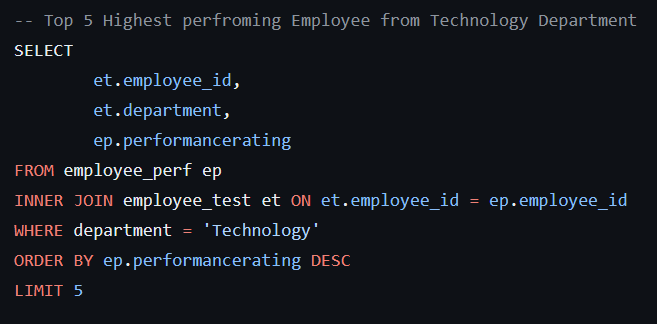 -- Top 5 Highest perfroming Employee from Technology Department
SELECT
et.employee_id,
et.department,
ep.performancerating
FROM employee_perf ep
INNER JOIN employee_test et ON et.employee_id = ep.employee_id
WHERE department = 'Technology'
ORDER BY ep.performancerating DESC
LIMIT 5